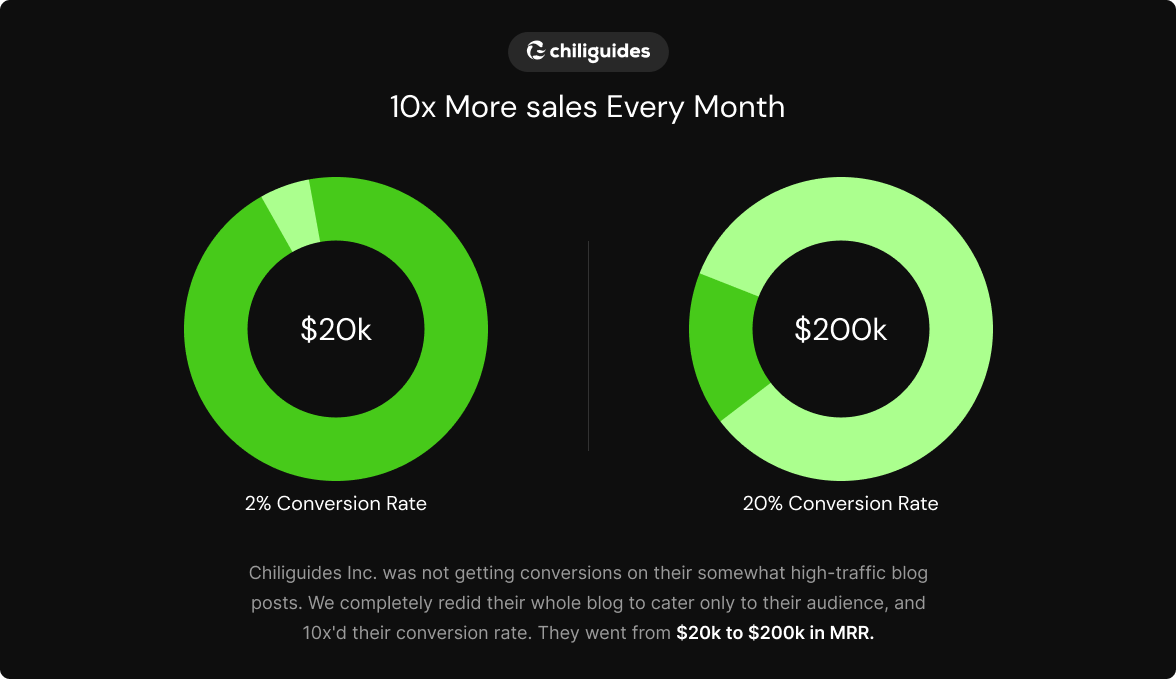 chiliguides
10x More sales Every Month
$20k
$200k
2% Conversion Rate
20% Conversion Rate
Chiliguides Inc. was not getting conversions on their somewhat high-traffic blog
posts. We completely redid their whole blog to cater only to their audience, and
10x'd their conversion rate. They went from $20k to $200k in MRR.